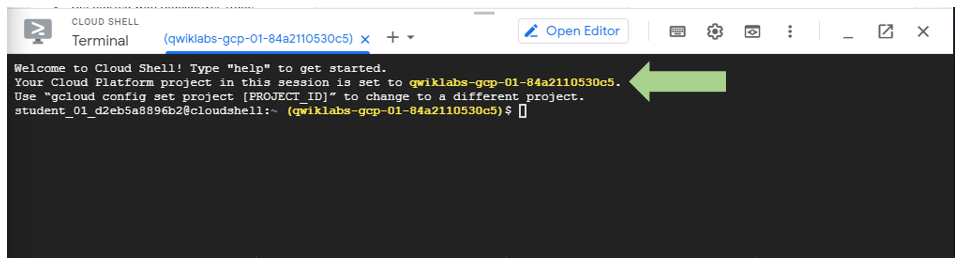 CLOUD SHELL
Terminal
(qwiklabs-gcp-01-84a2110530c5)
Open Editor
Welcome to Cloud Shell! Type "help" to get started.
Your Cloud Platform project in this session is set to qwiklabs-gcp-01-84a2110530c5.
Use “gcloud config set project [PROJECT_ID]” to change to a different project.
student_01_d2eb5a8896b2@cloudshell:~ (qwiklabs-gcp-01-84a2110530c5)$